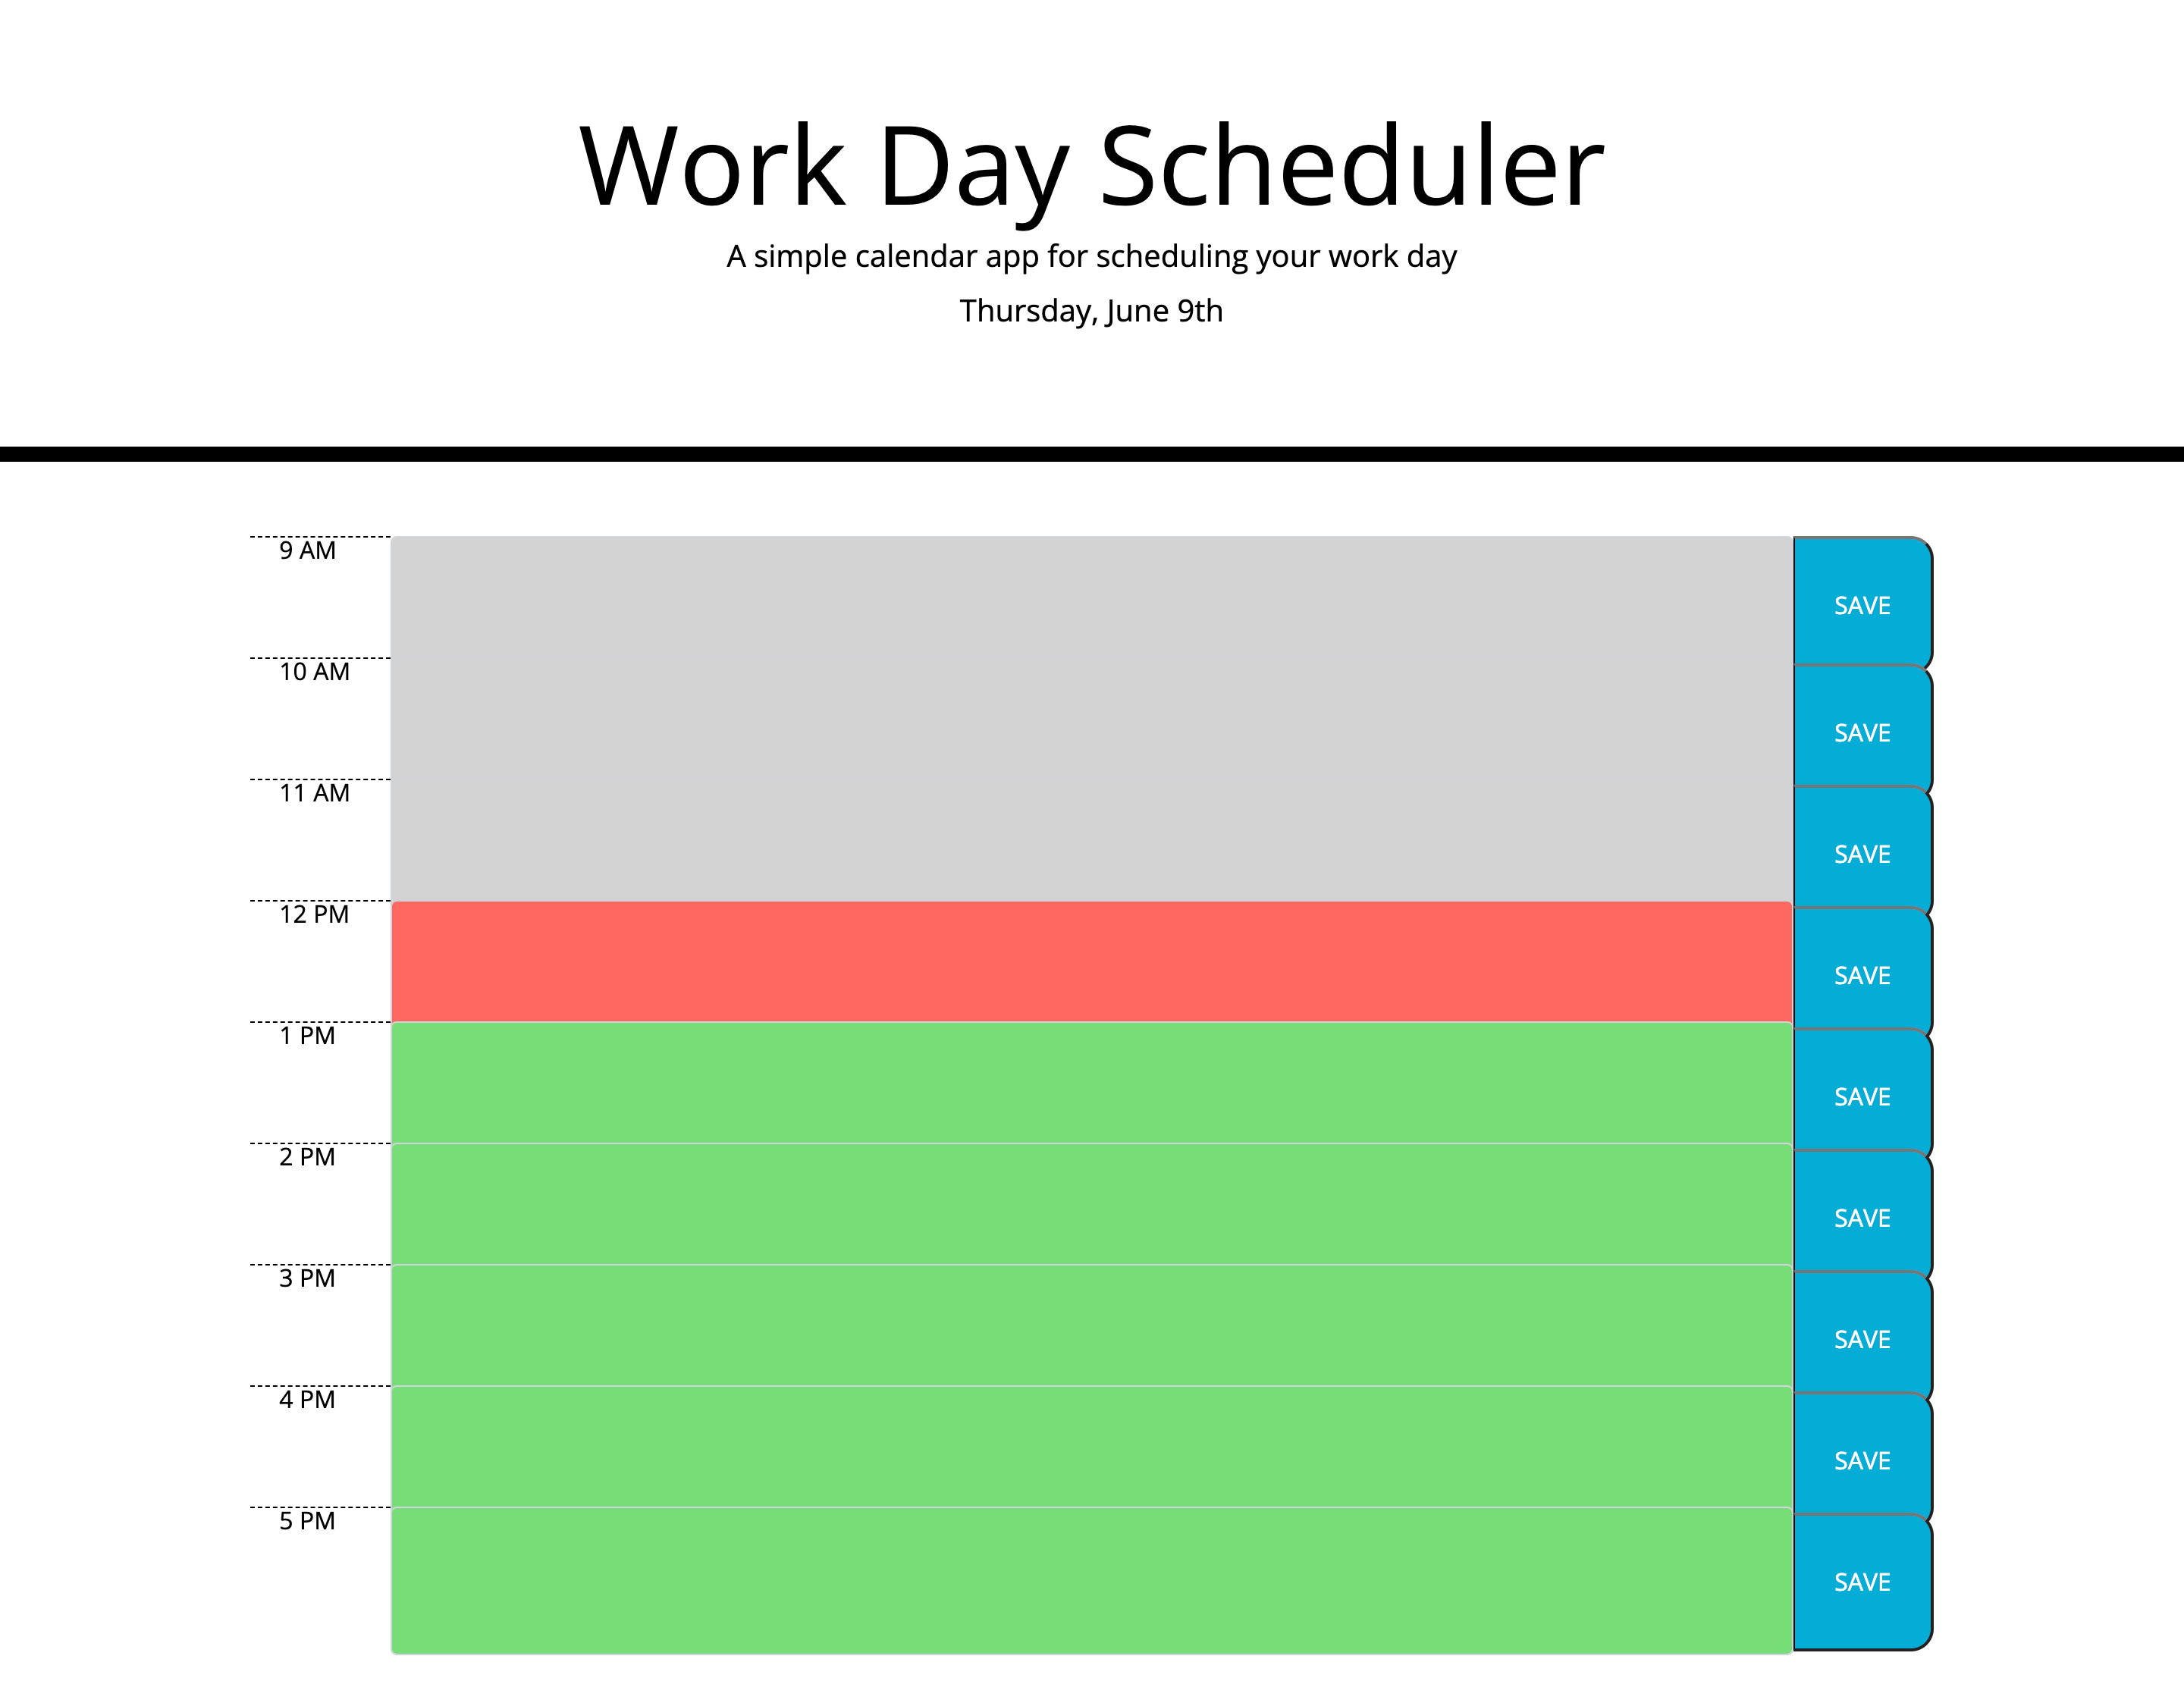 Work Day Scheduler
A simple calendar app for scheduling your work day
Thursday, June 9th
9 AM
SAVE
10 AM
SAVE
11 AM
SAVE
12 PM
SAVE
1 PM
SAVE
2 PM
SAVE
3 PM
SAVE
4 PM
SAVE
5 PM
SAVE